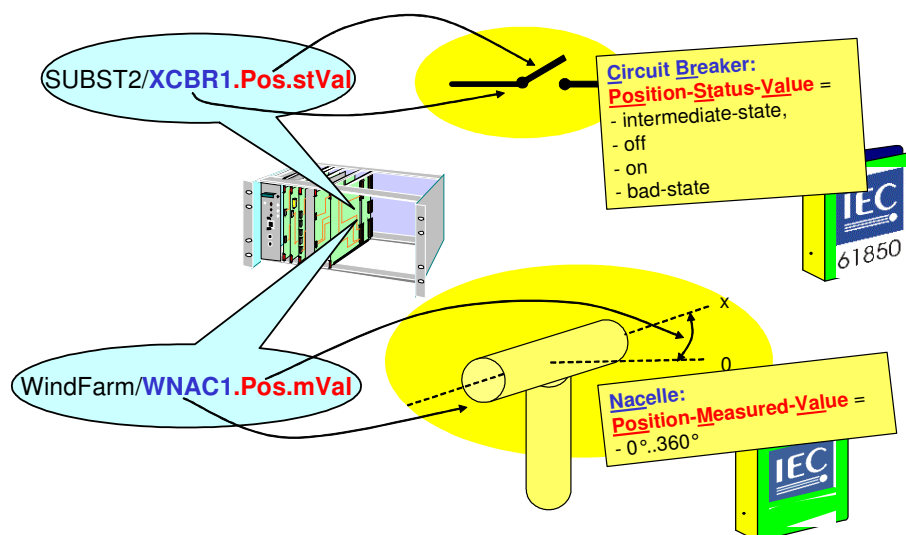 SUBST2/XCBR1.Pos.stVal
Circuit Breaker:
Position-Status-Value =
- intermediate-state,
- off
- on
- bad-state
IEC
61850
x
0
WindFarm/WNAC1.Pos.mVal
Nacelle:
Position-Measured-Value =
- 0°..360°
IEC